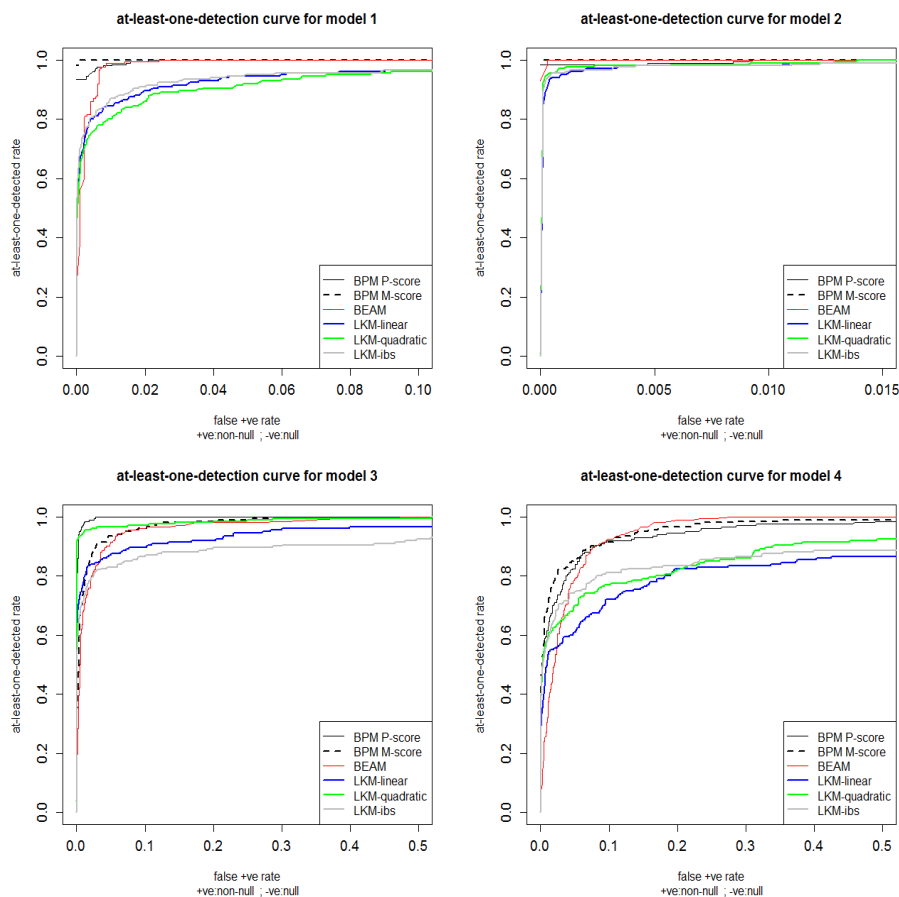 at-least-one-detection curve for model 1
at-least-one-detected rate
0.0 0.2 0.4 0.6 0.8 1.0
BPM P-score
BPM M-score
BEAM
LKM-linear
LKM-quadratic
LKM-ibs
0.00 0.02 0.04 0.06 0.08 0.10
false +ve rate
+ve:non-null ; -ve:null
at-least-one-detection curve for model 2
at-least-one-detected rate
0.0 0.2 0.4 0.6 0.8 1.0
BPM P-score
BPM M-score
BEAM
LKM-linear
LKM-quadratic
LKM-ibs
0.000 0.005 0.010 0.015
false +ve rate
+ve:non-null ; -ve:null
at-least-one-detection curve for model 3
at-least-one-detected rate
0.0 0.2 0.4 0.6 0.8 1.0
BPM P-score
BPM M-score
BEAM
LKM-linear
LKM-quadratic
LKM-ibs
0.0 0.1 0.2 0.3 0.4 0.5
false +ve rate
+ve:non-null ; -ve:null
at-least-one-detection curve for model 4
at-least-one-detected rate
0.0 0.2 0.4 0.6 0.8 1.0
BPM P-score
BPM M-score
BEAM
LKM-linear
LKM-quadratic
LKM-ibs
0.0 0.1 0.2 0.3 0.4 0.5
false +ve rate
+ve:non-null ; -ve:null